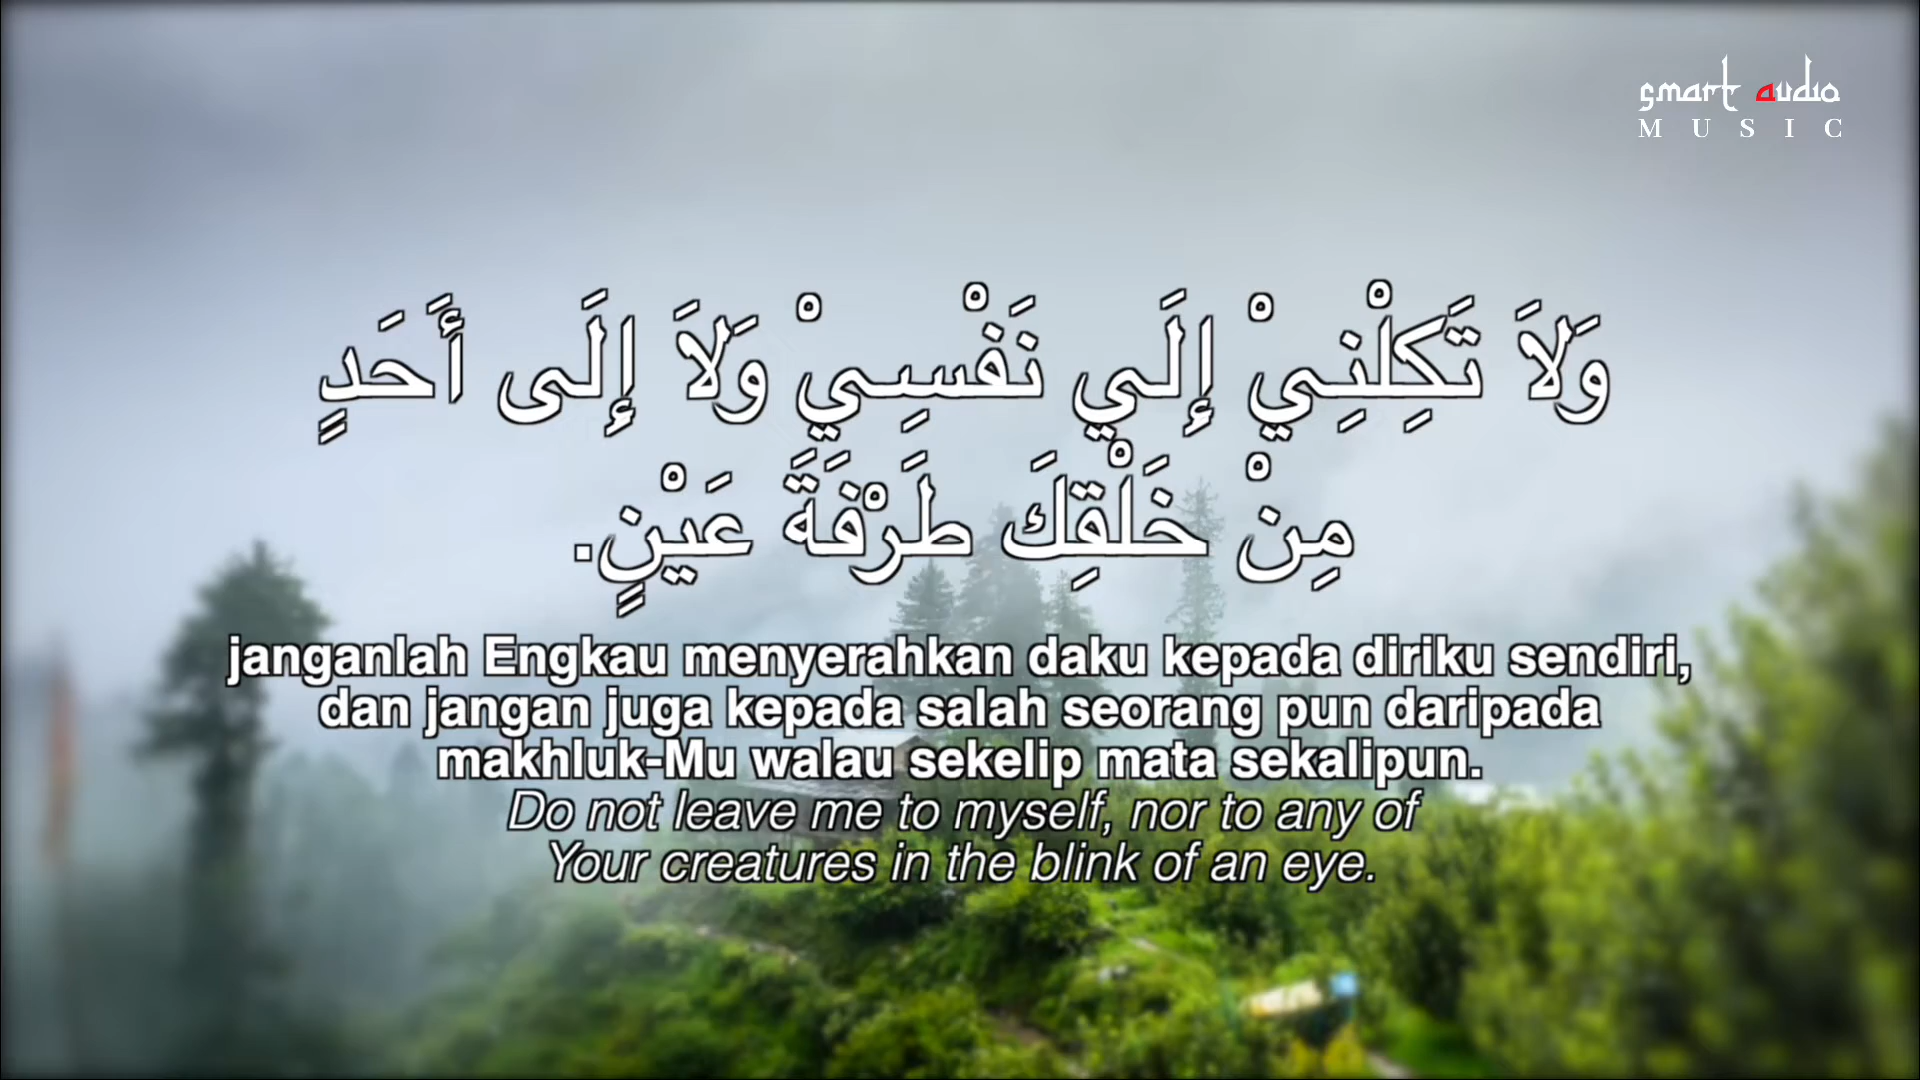 smart audio
MUSIC
وَلاَ تَكِلْنِيْ إِلَي نَفْسِيْ وَلاَ إِلَى أَحَدٍ
مِنْ خَلْقِكَ طَرْفَةَ عَيْنٍ.
janganlah Engkau menyerahkan daku kepada diriku sendiri,
dan jangan juga kepada salah seorang pun daripada
makhluk-Mu walau sekelip mata sekalipun.
Do not leave me to myself, nor to any of
Your creatures in the blink of an eye.